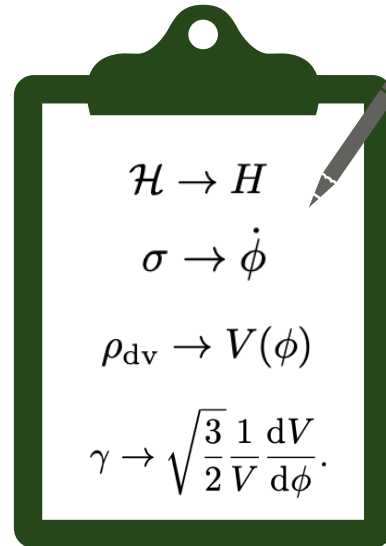 ℋ → H
σ → φ̇
ρ_dv → V(φ)
γ → √(3/2) (1/V) (dV/dφ).